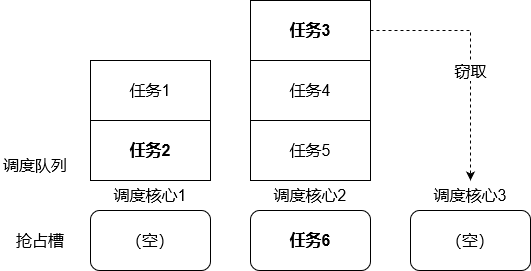 任务3
窃取
任务1
任务4
任务2
任务5
调度队列
调度核心1
调度核心2
调度核心3
抢占槽
（空）
任务6
（空）